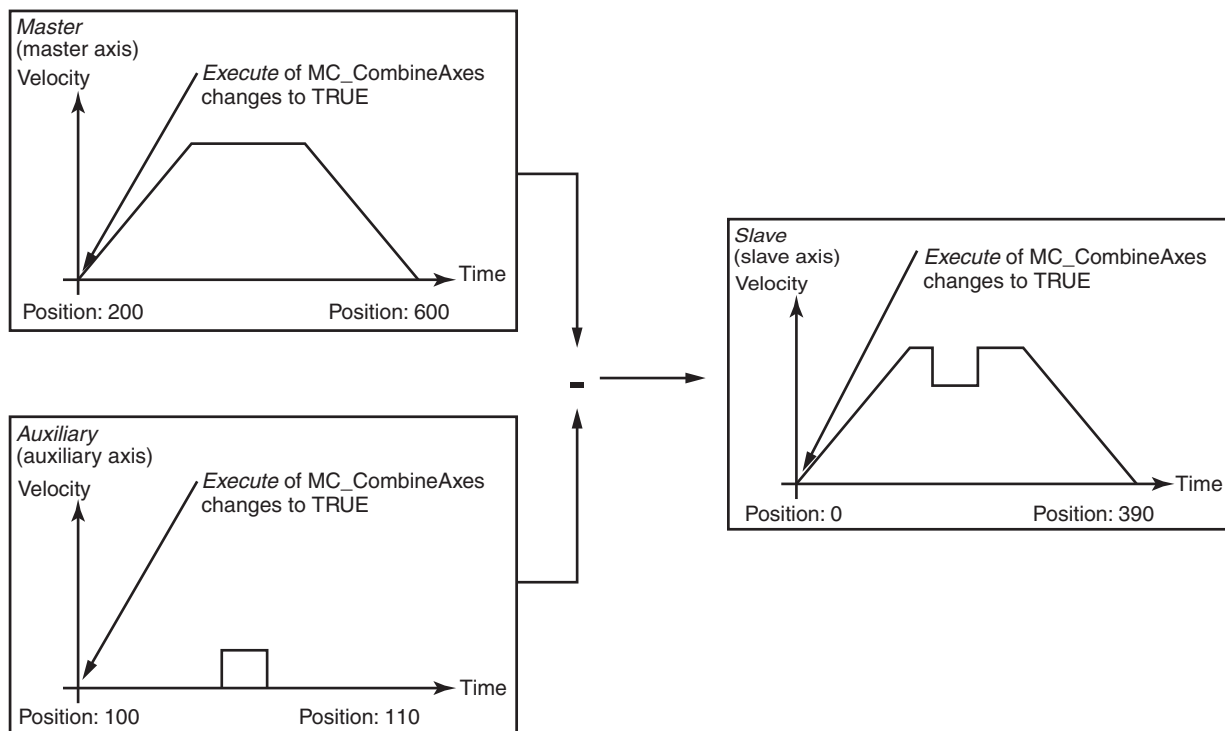 Master
(master axis)
Velocity
Execute of MC_CombineAxes
changes to TRUE
Time
Position: 200
Position: 600
-
Auxiliary
(auxiliary axis)
Velocity
Execute of MC_CombineAxes
changes to TRUE
Time
Position: 100
Position: 110
Slave
(slave axis)
Velocity
Execute of MC_CombineAxes
changes to TRUE
Time
Position: 0
Position: 390